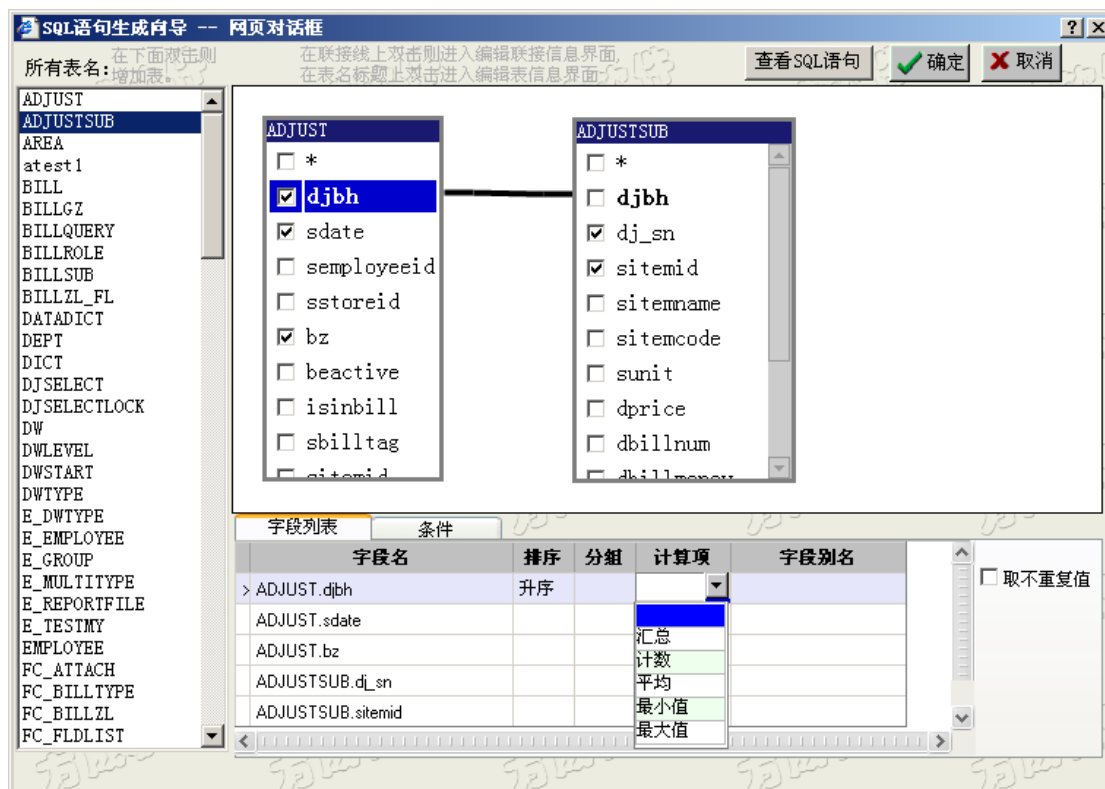 SQL语句生成向导 -- 网页对话框
所有表名:
在下面双击则
增加表。
在联接线上双击则进入编辑联接信息界面,
在表名标题上双击进入编辑表信息界面
查看SQL语句
确定
取消
ADJUST
ADJUSTSUB
AREA
atest1
BILL
BILLGZ
BILLQUERY
BILLROLE
BILLSUB
BILLZL_FL
DATADICT
DEPT
DICT
DJSELECT
DJSELECTLOCK
DW
DWLEVEL
DWSTART
DWTYPE
E_DWTYPE
E_EMPLOYEE
E_GROUP
E_MULTITYPE
E_REPORTFILE
E_TESTMY
EMPLOYEE
FC_ATTACH
FC_BILLTYPE
FC_BILLZL
FC_FLDLIST
ADJUST
*
djbh
sdate
semployeeid
sstoreid
bz
beactive
isinbill
sbilltag
sitemid
ADJUSTSUB
*
djbh
dj_sn
sitemid
sitemname
sitemcode
sunit
dprice
dbillnum
dbillmoney
字段列表
条件
字段名 排序 分组 计算项 字段别名
> ADJUST.djbh 升序
ADJUST.sdate
ADJUST.bz
ADJUSTSUB.dj_sn
ADJUSTSUB.sitemid
汇总
计数
平均
最小值
最大值
取不重复值